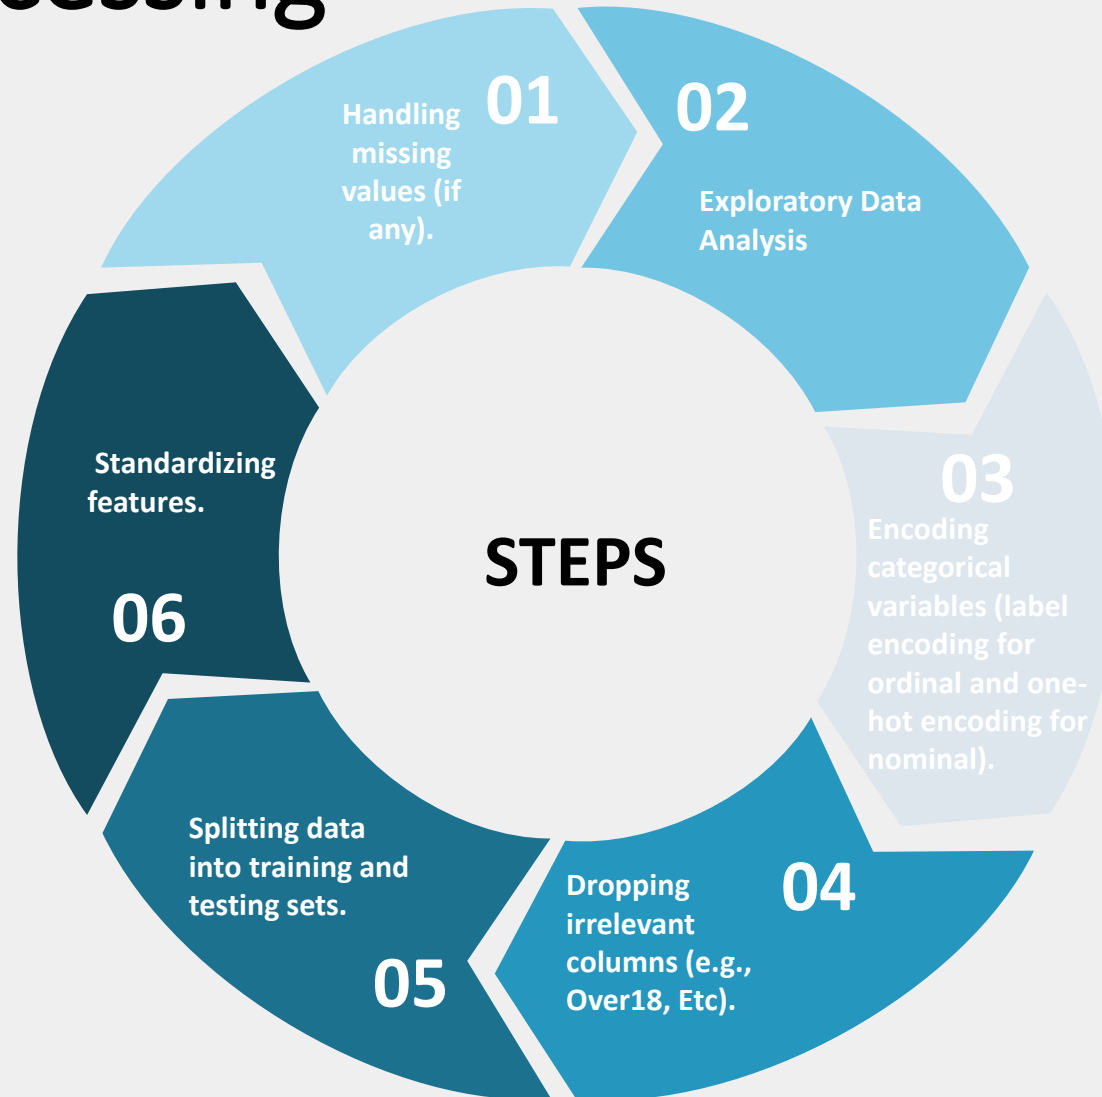 01
Handling
missing
values (if
any).
02
Exploratory Data
Analysis
03
Encoding
categorical
variables (label
encoding for
ordinal and one-
hot encoding for
nominal).
04
Dropping
irrelevant
columns (e.g.,
Over18, Etc).
05
Splitting data
into training and
testing sets.
06
Standardizing
features.
STEPS